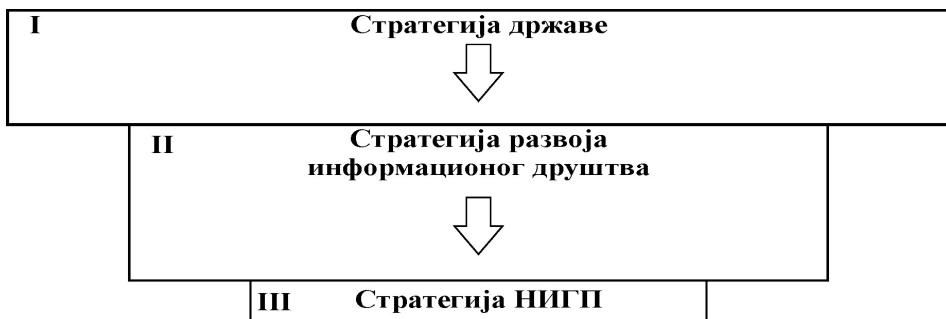 I Стратегија државе
II Стратегија развоја
информационог друштва
III Стратегија НИГП